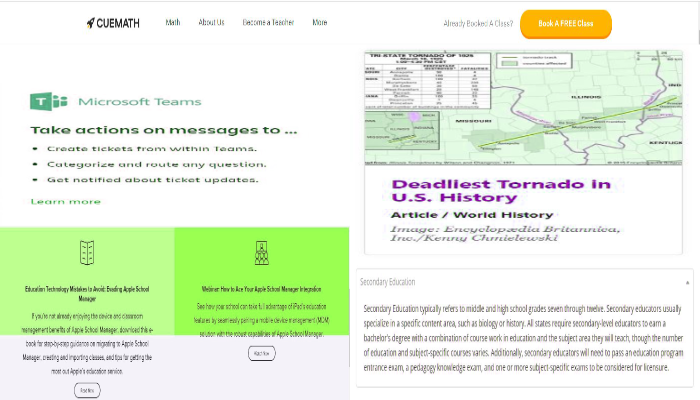 CUEMATH
Math
About Us
Become a Teacher
More
Already Booked A Class?
Book A FREE Class
Microsoft Teams
Take actions on messages to ...
• Create tickets from within Teams.
• Categorize and route any question.
• Get notified about ticket updates.
Learn more
Education Technology Mistakes to Avoid: Evading Apple School
Manager
If you're not already enjoying the device and classroom
management benefits of Apple School Manager, download this e-
book for step-by-step guidance on migrating to Apple School
Manager, creating and importing classes, and tips for getting the
most out Apple's education service.
Read Now
Webinar: How to Ace Your Apple School Manager Integration
See how your school can take full advantage of iPad's education
features by seamlessly pairing a mobile device management (MDM)
solution with the robust capabilities of Apple School Manager.
Read Now
TRI-STATE TORNADO OF 1925
ILLINOIS
MISSOURI
KENTUCKY
Deadliest Tornado in
U.S. History
Article / World History
Image: Encyclopædia Britannica,
Inc./Kenny Chmielewski
Secondary Education
Secondary Education typically refers to middle and high school grades seven through twelve. Secondary educators usually
specialize in a specific content area, such as biology or history. All states require secondary-level educators to earn a
bachelor's degree with a combination of course work in education and the subject area they will teach, though the number
of education and subject-specific courses varies. Additionally, secondary educators will need to pass an education program
entrance exam, a pedagogy knowledge exam, and one or more subject-specific exams to be considered for licensure.